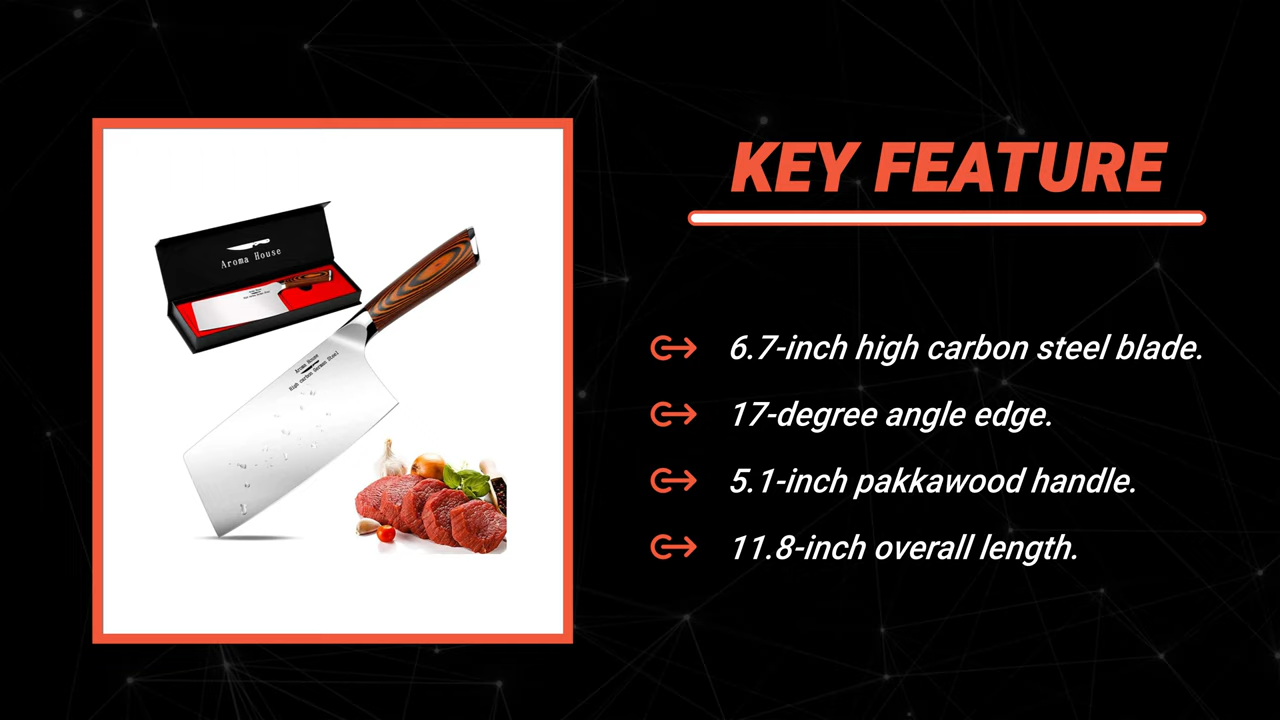 KEY FEATURE
Aroma House
Aroma House
High carbon German Steel
6.7-inch high carbon steel blade.
17-degree angle edge.
5.1-inch pakkawood handle.
11.8-inch overall length.